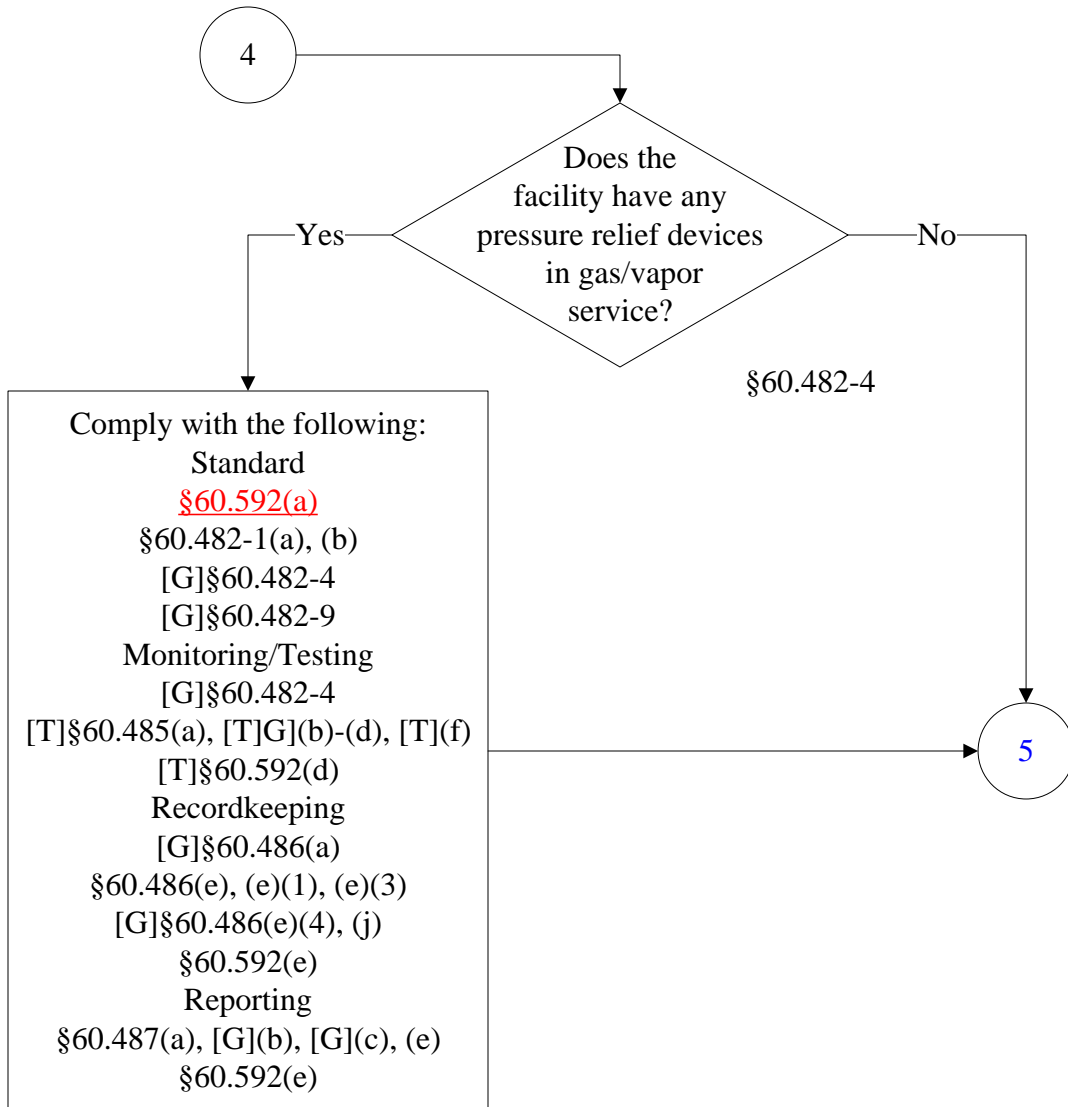 4
Does the
facility have any
pressure relief devices
in gas/vapor
service?
Yes
No
§60.482-4
Comply with the following:
Standard
§60.592(a)
§60.482-1(a), (b)
[G]§60.482-4
[G]§60.482-9
Monitoring/Testing
[G]§60.482-4
[T]§60.485(a), [T]G](b)-(d), [T](f)
[T]§60.592(d)
Recordkeeping
[G]§60.486(a)
§60.486(e), (e)(1), (e)(3)
[G]§60.486(e)(4), (j)
§60.592(e)
Reporting
§60.487(a), [G](b), [G](c), (e)
§60.592(e)
5